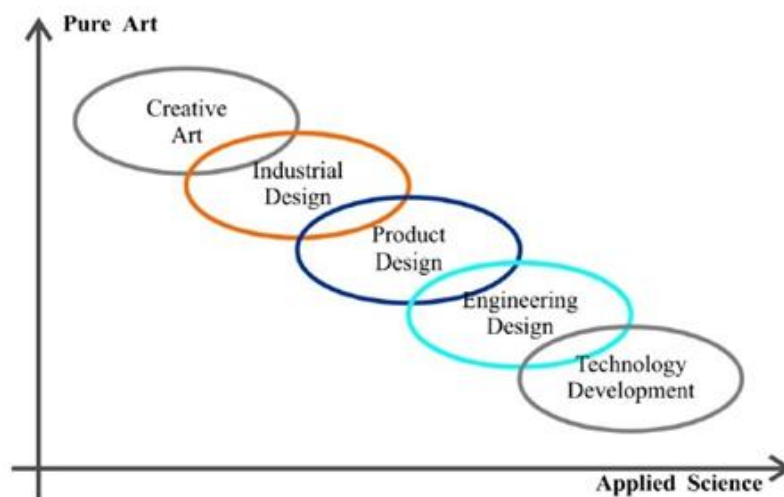 Pure Art
Creative
Art
Industrial
Design
Product
Design
Engineering
Design
Technology
Development
Applied Science